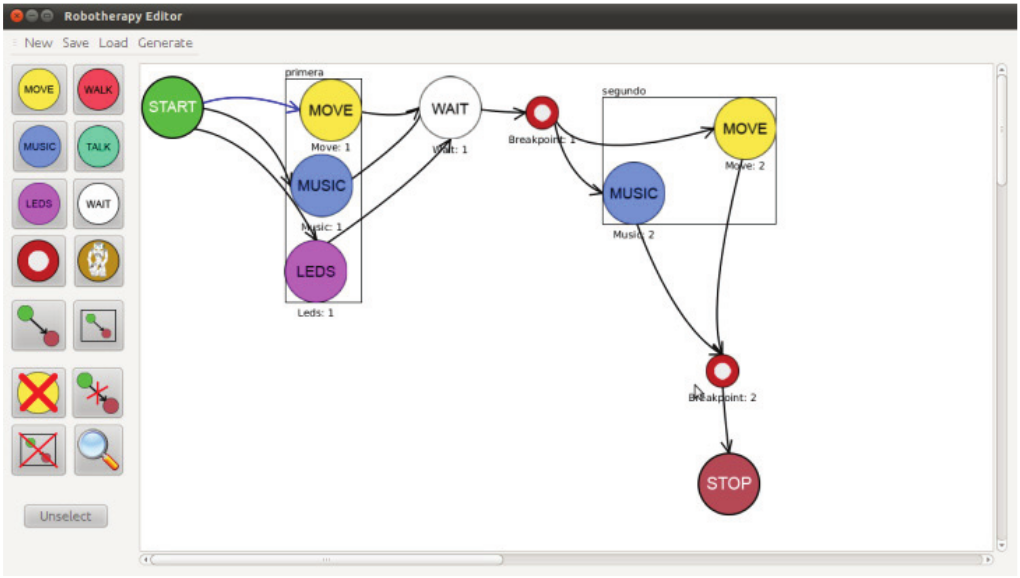 Robotherapy Editor
New Save Load Generate
MOVE WALK
MUSIC TALK
LEDS WAIT
Unselect
START
primera
MOVE
Move: 1
MUSIC
Music: 1
LEDS
Leds: 1
WAIT
Wait: 1
Breakpoint: 1
segundo
MOVE
Move: 2
MUSIC
Music: 2
Breakpoint: 2
STOP